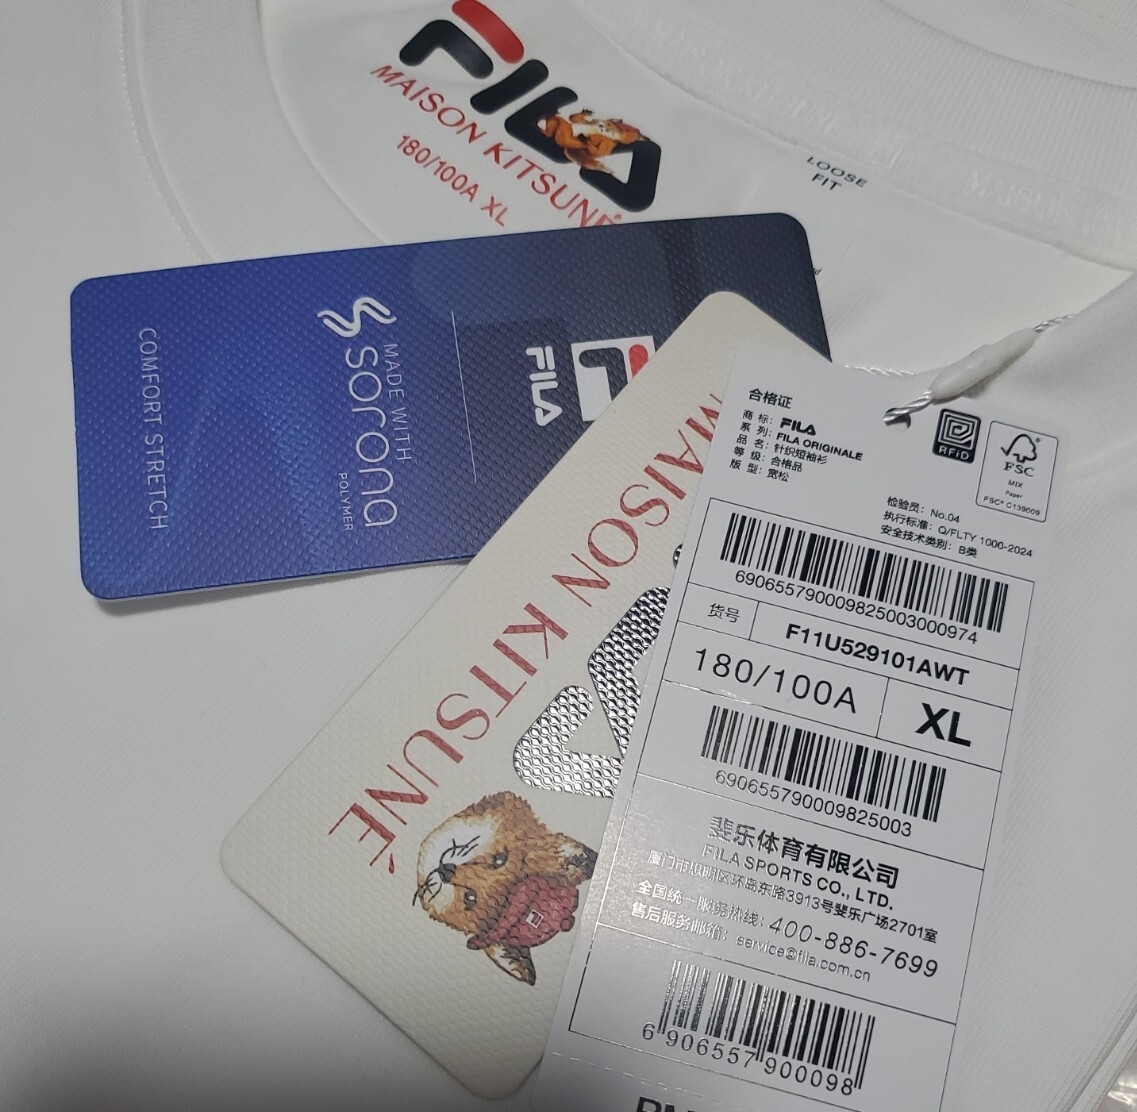 FILA
MAISON KITSUNÉ
180/100A XL
LOOSE
FIT
FILA
MADE WITH
sorona
POLYMER
COMFORT STRETCH
MAISON KITSUNÉ
合格证
商 标: FILA
系 列: FILA ORIGINALE
品 名: 针织短袖衫
等 级: 合格品
版 型: 宽松
RFiD
FSC
MIX
Paper
FSC® C139009
检验员: No.04
执行标准: Q/FLTY 1000-2024
安全技术类别: B类
690655790009825003000974
货号
F11U529101AWT
180/100A
XL
690655790009825003
斐乐体育有限公司
FILA SPORTS CO., LTD.
厦门市思明区环岛东路3913号斐乐广场2701室
全国统一服务热线: 400-886-7699
售后服务邮箱: service@fila.com.cn
6 906557 900098